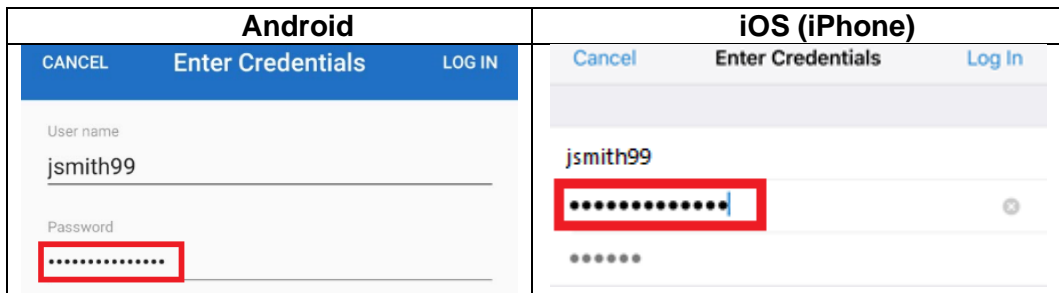 Android
CANCEL Enter Credentials LOG IN
User name
jsmith99
Password
•••••••••••••••
iOS (iPhone)
Cancel Enter Credentials Log In
jsmith99
••••••••••••••
••••••